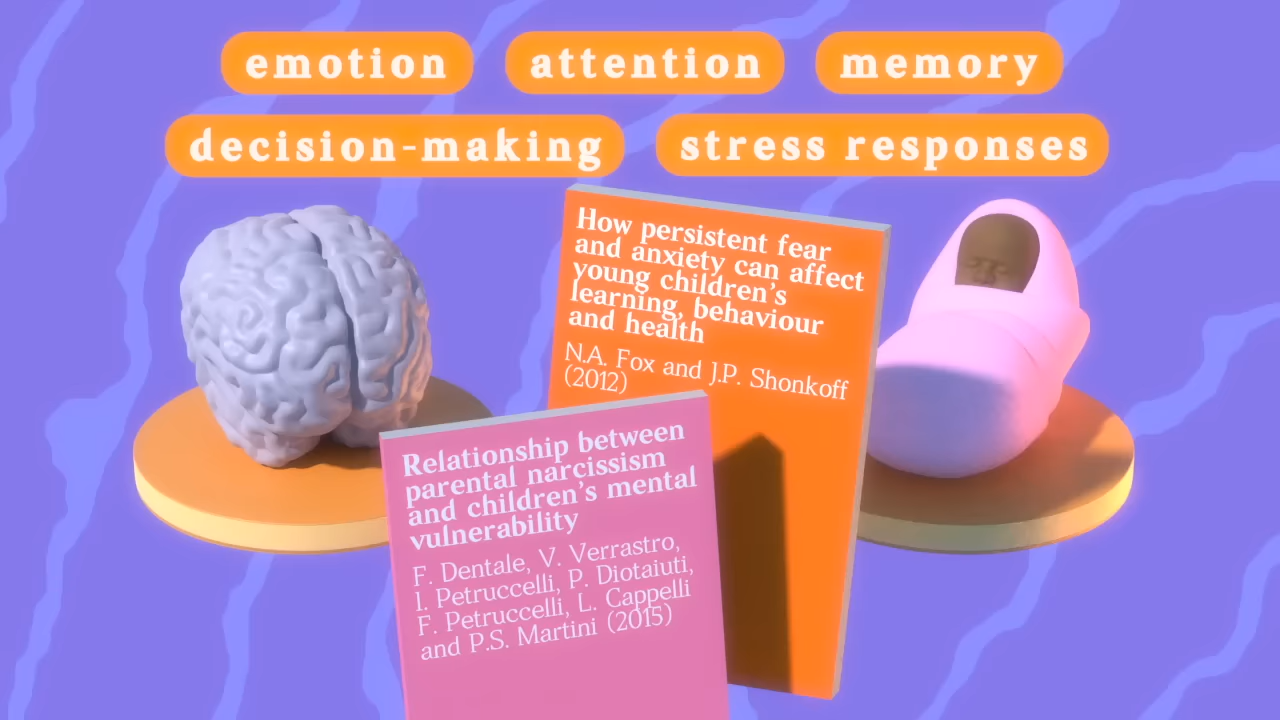 emotion
attention
memory
decision-making
stress responses
How persistent fear
and anxiety can affect
young children's
learning, behaviour
and health
N.A. Fox and J.P. Shonkoff
(2012)
Relationship between
parental narcissism
and children's mental
vulnerability
F. Dentale, V. Verrastro,
I. Petruccelli, P. Diotaiuti,
F. Petruccelli, L. Cappelli
and P.S. Martini (2015)